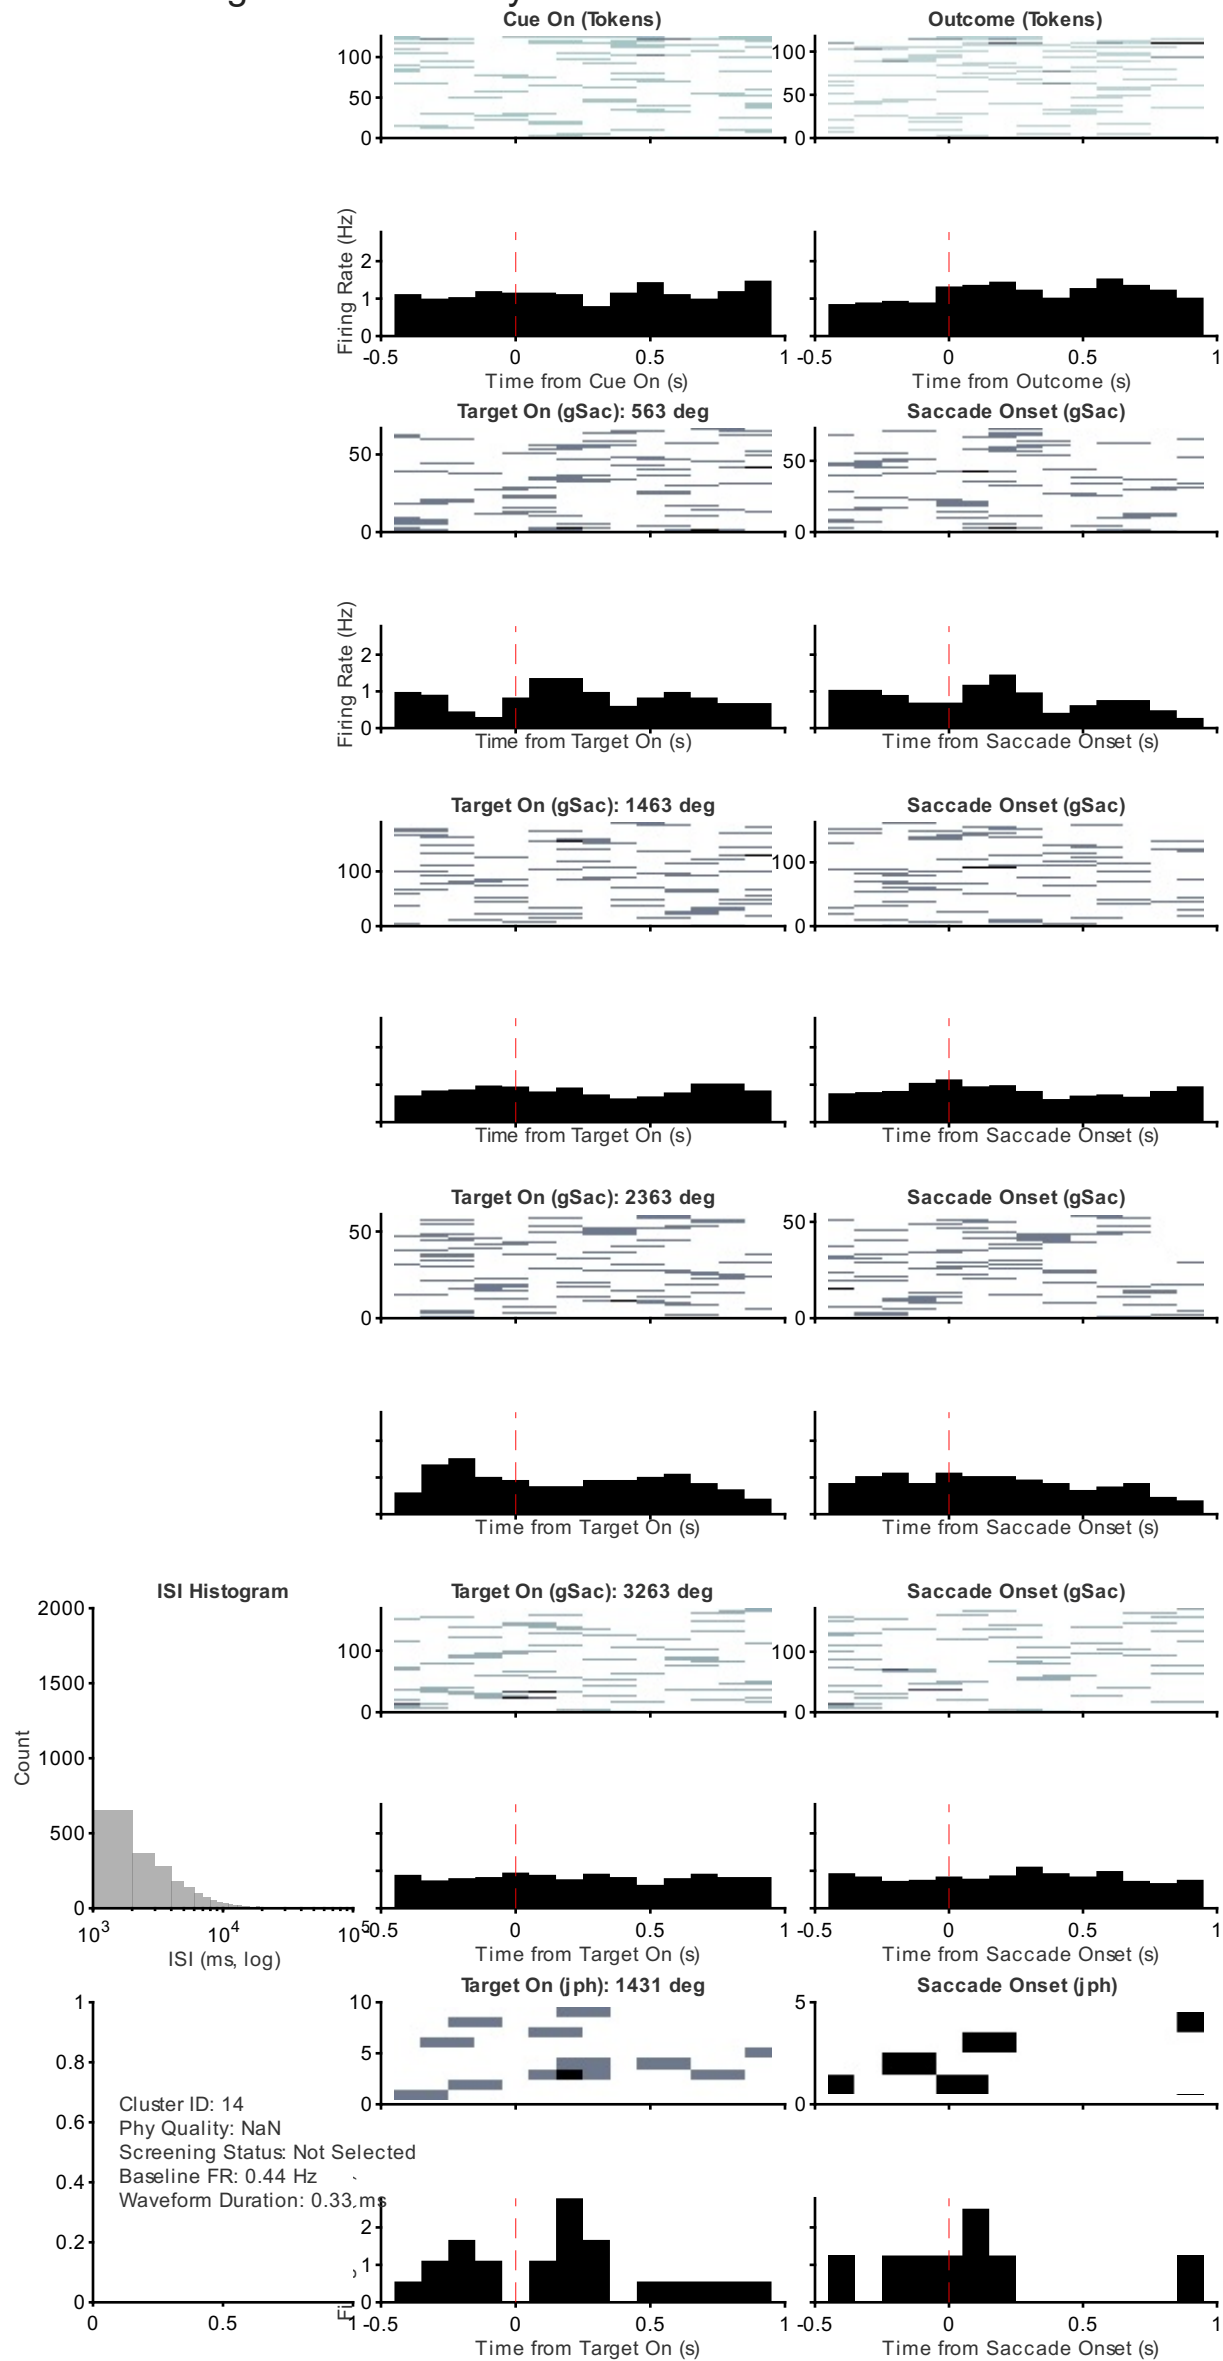 Cue On (Tokens)
Outcome (Tokens)
100
50
0
100
50
0
Firing Rate (Hz)
2
1
0
-0.5
0
0.5
1
-0.5
0
0.5
1
Time from Cue On (s)
Time from Outcome (s)
Target On (gSac): 563 deg
Saccade Onset (gSac)
50
0
50
0
Firing Rate (Hz)
2
1
0
Time from Target On (s)
Time from Saccade Onset (s)
Target On (gSac): 1463 deg
Saccade Onset (gSac)
100
0
100
0
Time from Target On (s)
Time from Saccade Onset (s)
Target On (gSac): 2363 deg
Saccade Onset (gSac)
50
0
50
0
Time from Target On (s)
Time from Saccade Onset (s)
ISI Histogram
Target On (gSac): 3263 deg
Saccade Onset (gSac)
2000
1500
1000
500
0
Count
10³
10⁴
10⁵
ISI (ms, log)
100
0
100
0
-0.5
0
0.5
1
-0.5
0
0.5
1
Time from Target On (s)
Time from Saccade Onset (s)
Target On (jph): 1431 deg
Saccade Onset (jph)
1
0.8
0.6
0.4
0.2
0
0
0.5
1
Cluster ID: 14
Phy Quality: NaN
Screening Status: Not Selected
Baseline FR: 0.44 Hz
Waveform Duration: 0.33 ms
10
5
0
5
0
2
1
0
-0.5
0
0.5
1
-0.5
0
0.5
1
Time from Target On (s)
Time from Saccade Onset (s)